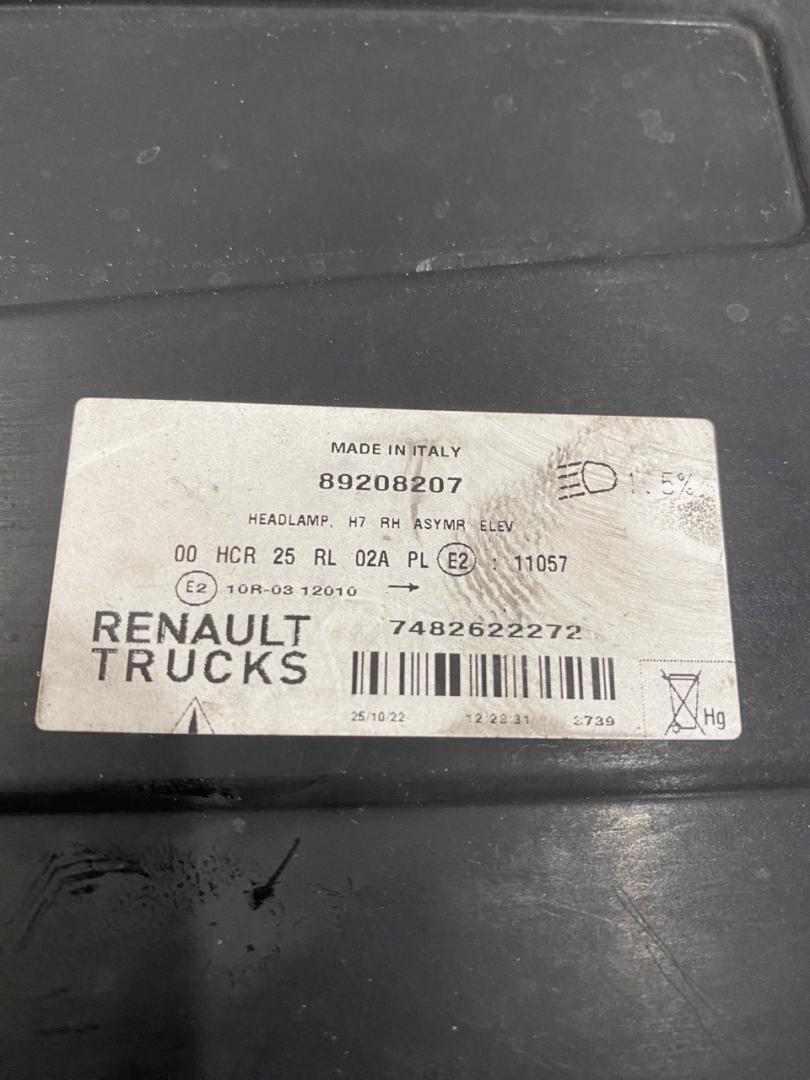 MADE IN ITALY
89208207
HEADLAMP, H7 RH ASYMR ELEV
00 HCR 25 RL 02A PL E2 : 11057
E2 10R-03 12010 →
RENAULT
TRUCKS
7482622272
25/10/22 12:23:31
Hg